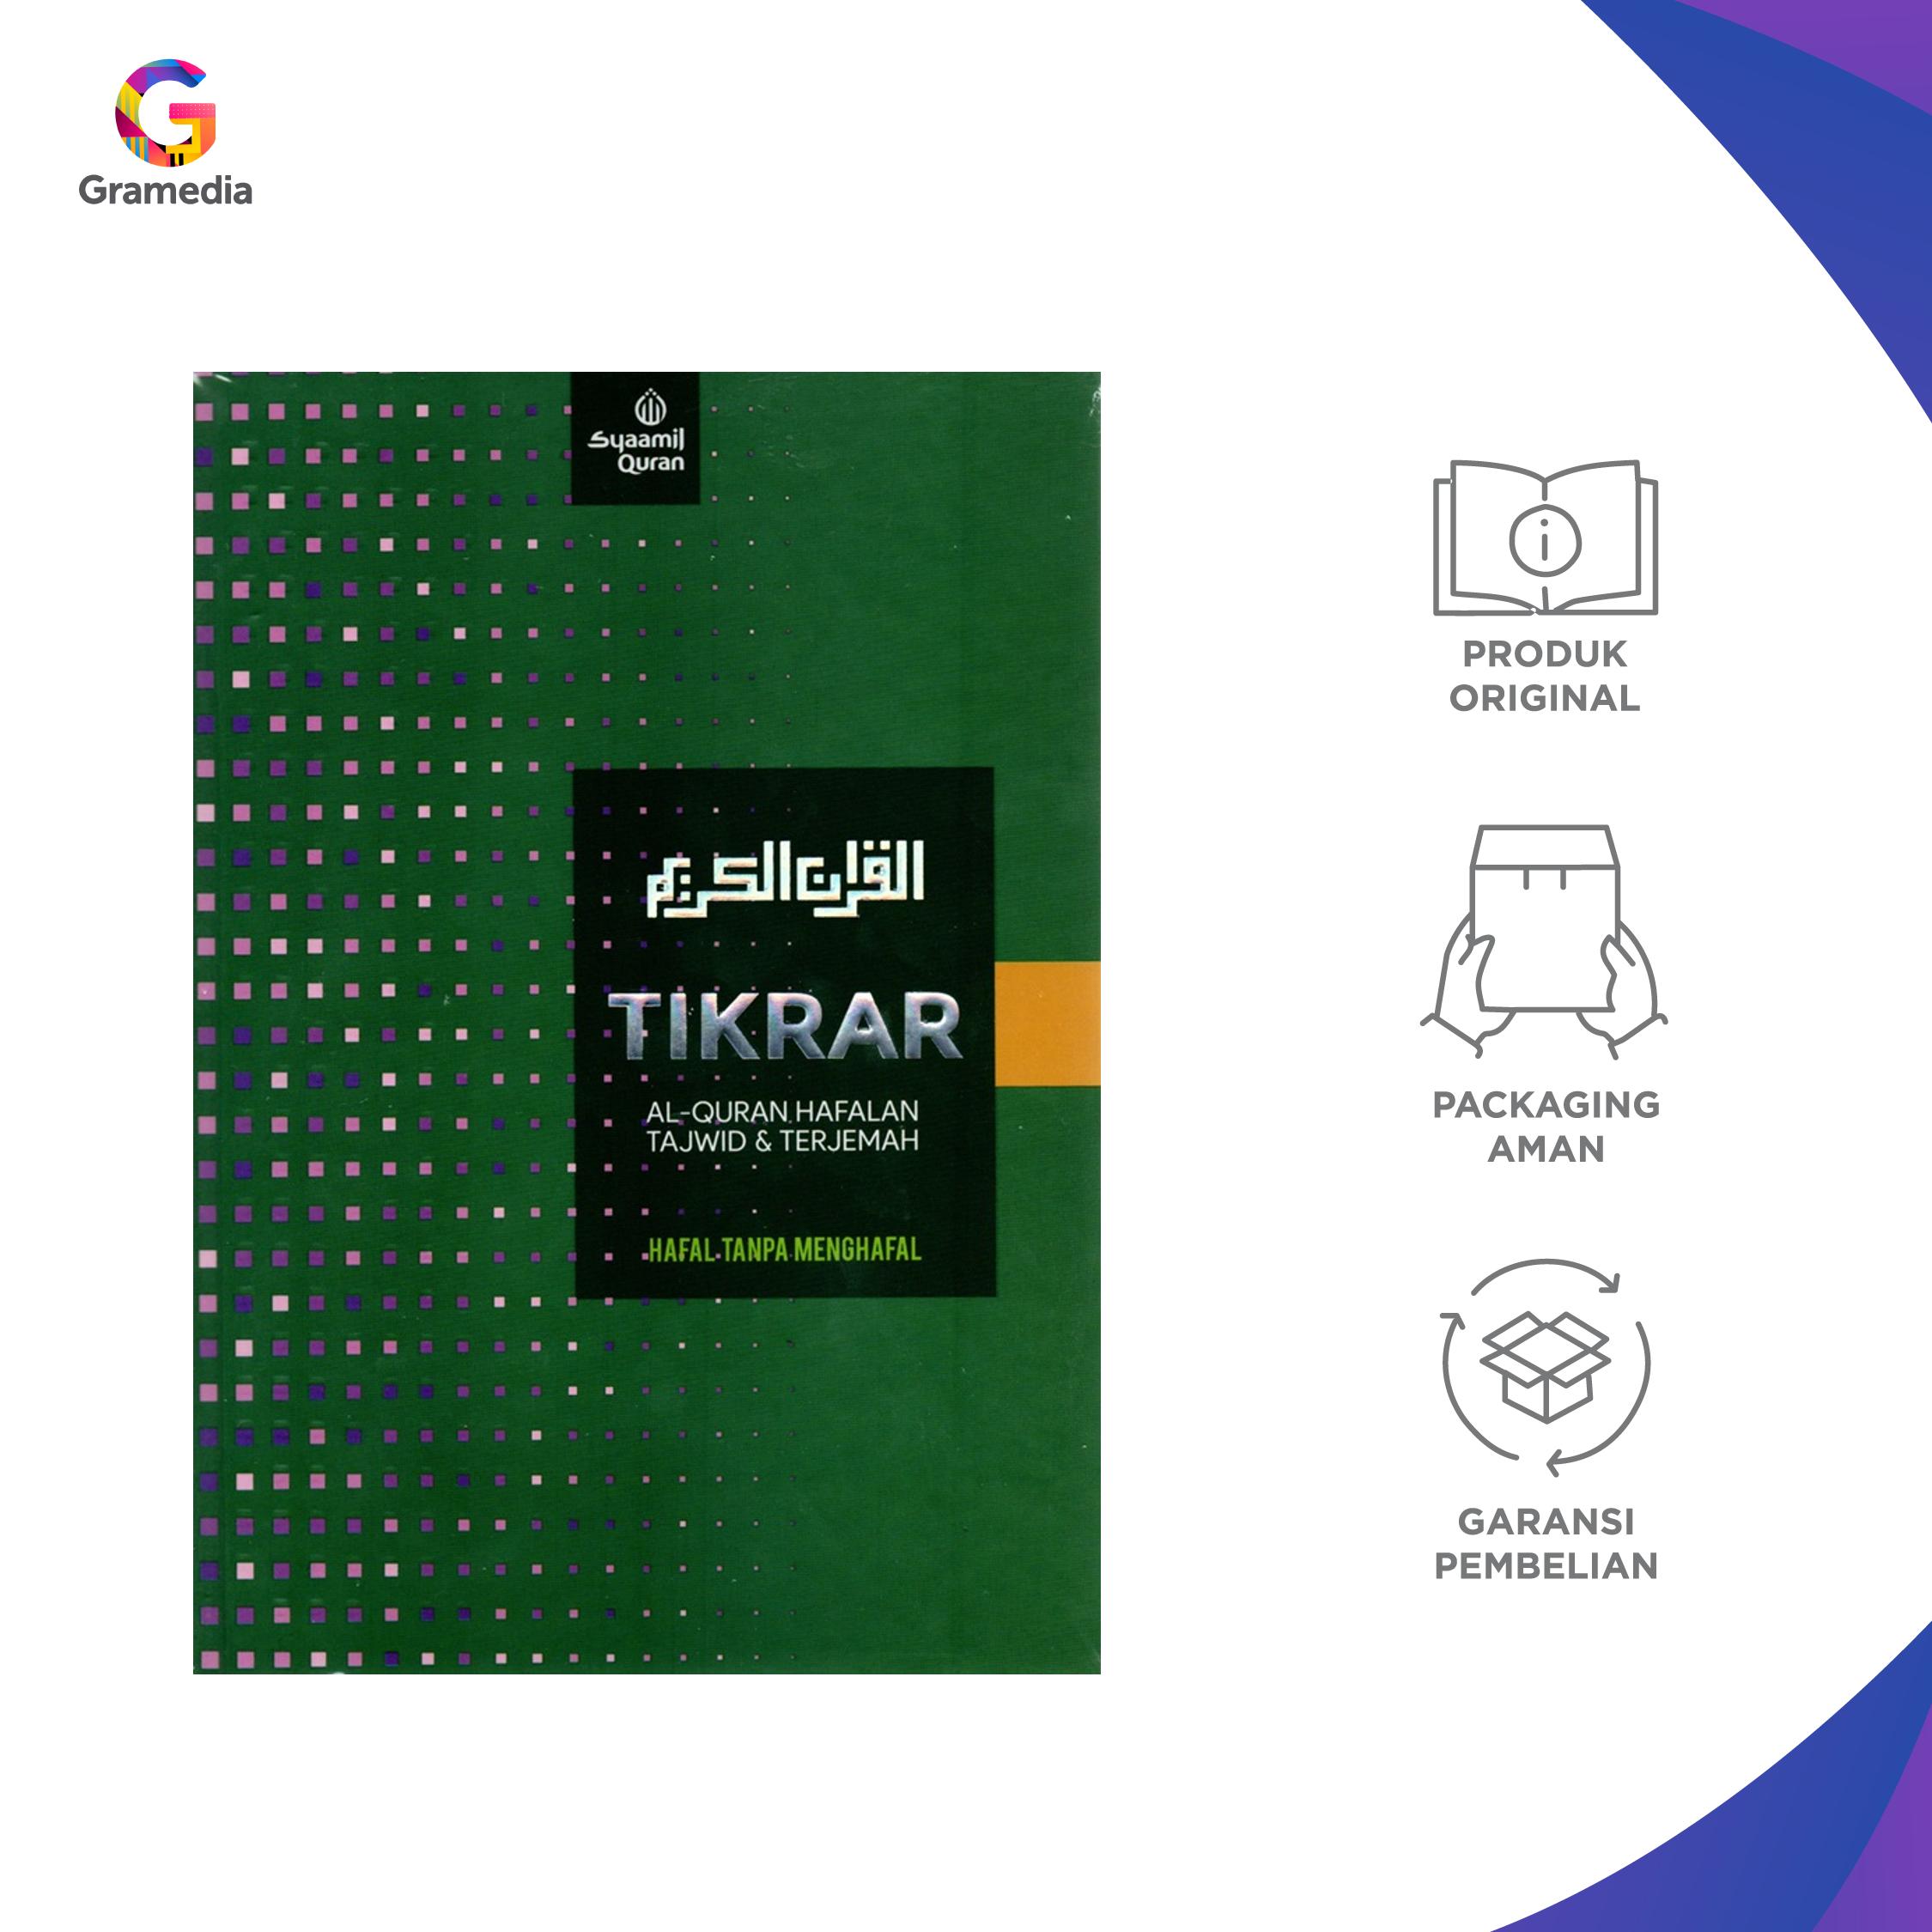 Gramedia
Syaamil
Quran
القرآن الكريم
TIKRAR
AL-QURAN HAFALAN
TAJWID & TERJEMAH
HAFAL TANPA MENGHAFAL
PRODUK
ORIGINAL
PACKAGING
AMAN
GARANSI
PEMBELIAN